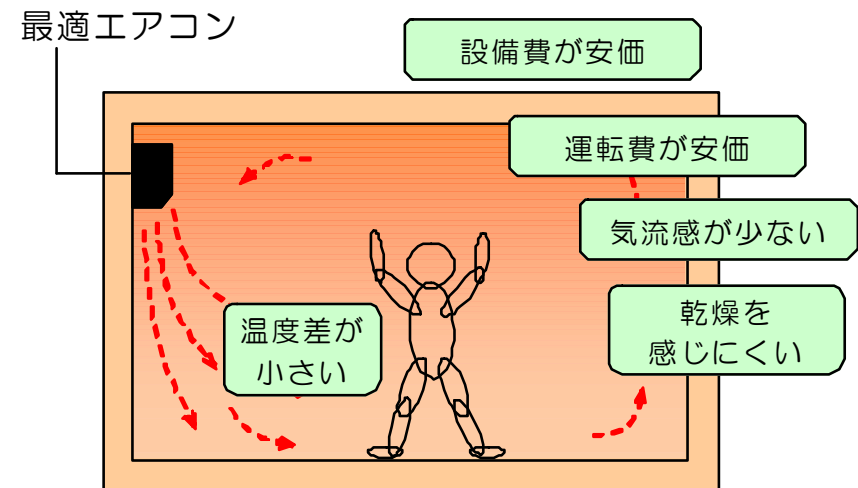 最適エアコン
設備費が安価
運転費が安価
気流感が少ない
温度差が
小さい
乾燥を
感じにくい